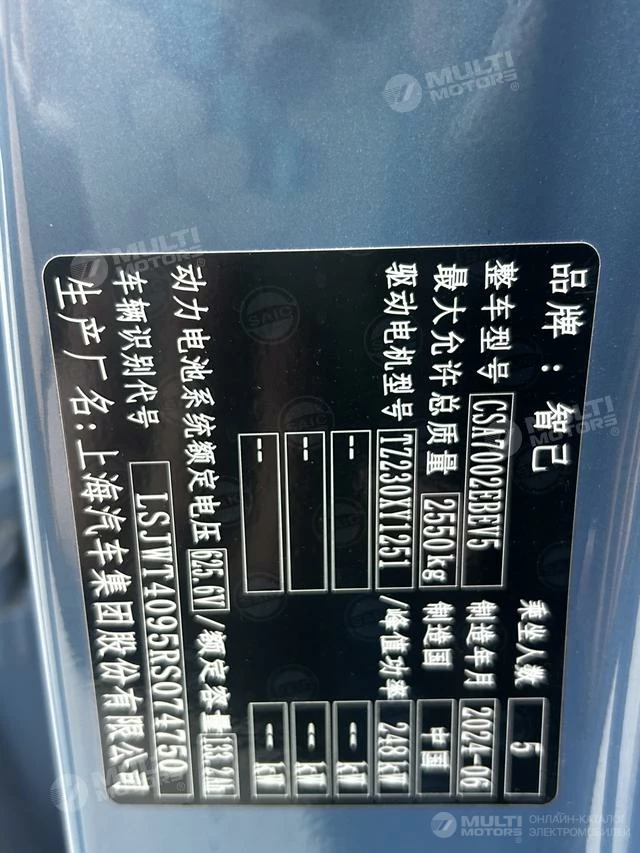 品牌:智己
整车型号 CSA7002EBEV5 乘坐人数 5
最大允许总质量 2550kg 制造年月 2024-06
制造国 中国
驱动电机型号 TZ230XY1251 /峰值功率 248 kW
-- -- kW
-- -- kW
-- -- kW
动力电池系统额定电压 625.6V /额定容量 133.2Ah
车辆识别代号 LSJWT4095RS074750
生产厂名:上海汽车集团股份有限公司
SAIC
MULTI MOTORS®
MULTI MOTORS
ОНЛАЙН-КАТАЛОГ
ЭЛЕКТРОМОБИЛЕЙ